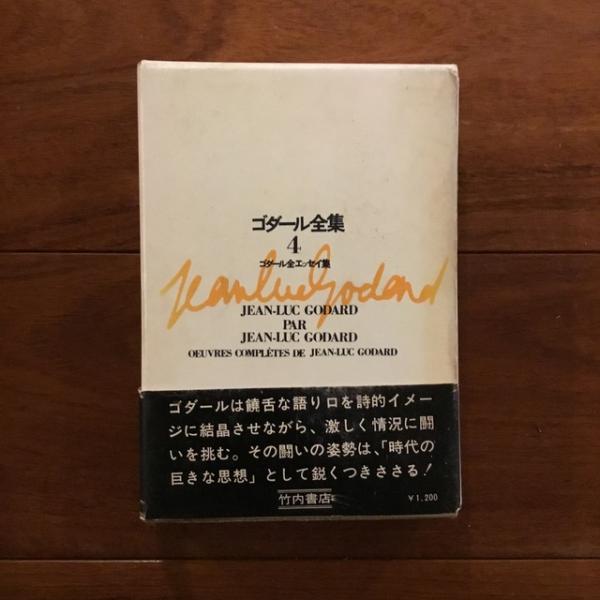 ゴダール全集
4
ゴダール全エッセイ集
Jean Luc Godard
JEAN-LUC GODARD
PAR
JEAN-LUC GODARD
OEUVRES COMPLÈTES DE JEAN-LUC GODARD
ゴダールは饒舌な語り口を詩的イメー
ジに結晶させながら、激しく情況に闘
いを挑む。その闘いの姿勢は、「時代の
巨きな思想」として鋭くつきささる!
竹内書店
¥1,200